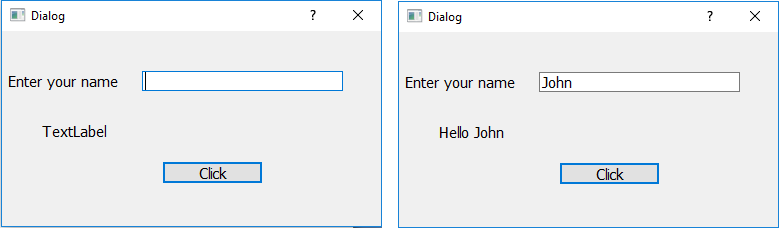 Dialog
?
Enter your name
TextLabel
Click
Dialog
?
Enter your name John
Hello John
Click